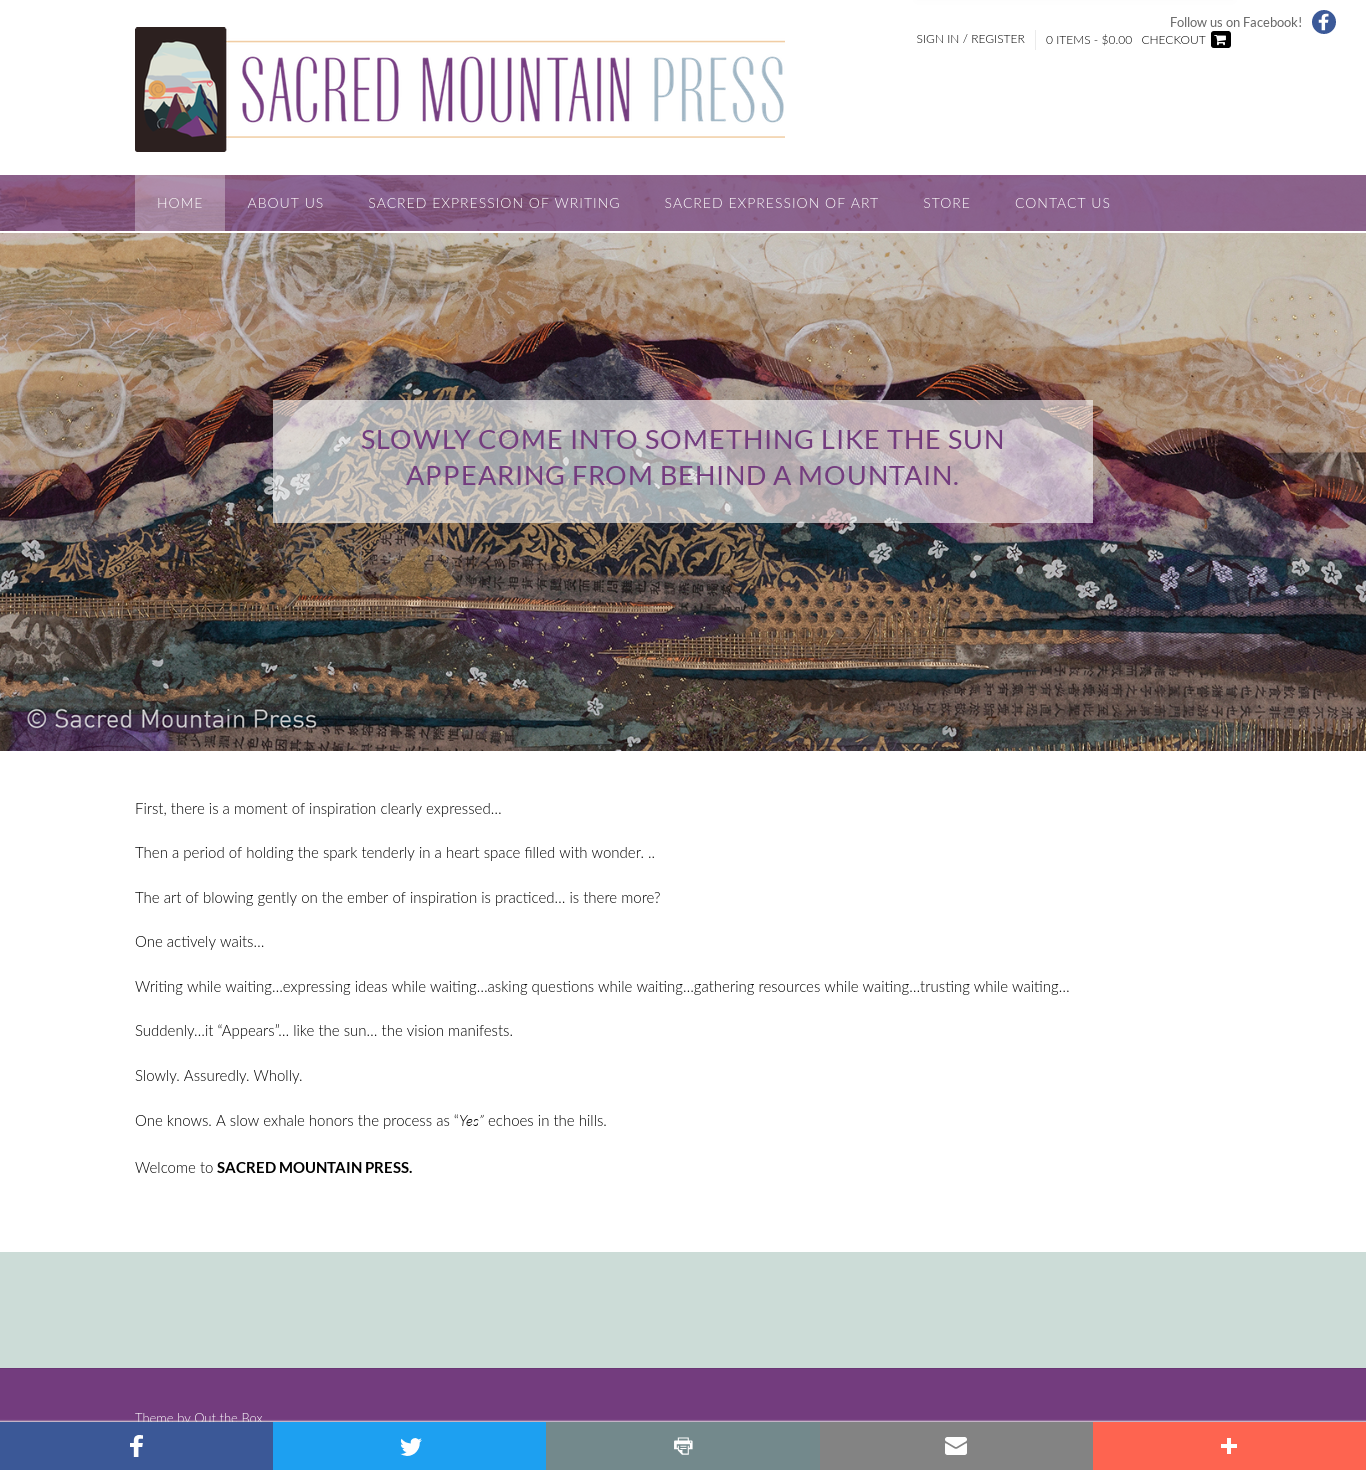 Follow us on Facebook!
SIGN IN / REGISTER
0 ITEMS - $0.00 CHECKOUT
SACRED MOUNTAIN PRESS
HOME ABOUT US SACRED EXPRESSION OF WRITING SACRED EXPRESSION OF ART STORE CONTACT US
SLOWLY COME INTO SOMETHING LIKE THE SUN
APPEARING FROM BEHIND A MOUNTAIN.
© Sacred Mountain Press
First, there is a moment of inspiration clearly expressed...
Then a period of holding the spark tenderly in a heart space filled with wonder. ..
The art of blowing gently on the ember of inspiration is practiced... is there more?
One actively waits...
Writing while waiting...expressing ideas while waiting...asking questions while waiting...gathering resources while waiting...trusting while waiting...
Suddenly...it “Appears”... like the sun... the vision manifests.
Slowly. Assuredly. Wholly.
One knows. A slow exhale honors the process as “Yes” echoes in the hills.
Welcome to SACRED MOUNTAIN PRESS.
Theme by Out the Box